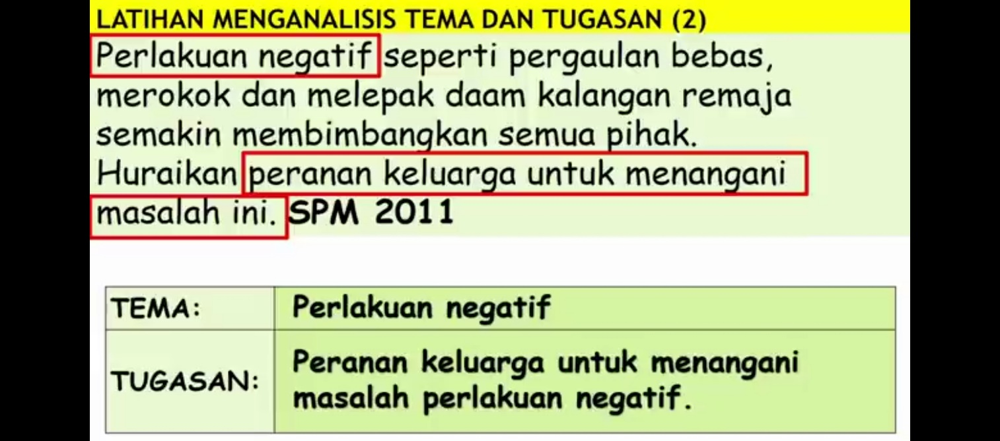 LATIHAN MENGANALISIS TEMA DAN TUGASAN (2)
Perlakuan negatif seperti pergaulan bebas,
merokok dan melepak daam kalangan remaja
semakin membimbangkan semua pihak.
Huraikan peranan keluarga untuk menangani
masalah ini. SPM 2011
TEMA: Perlakuan negatif
TUGASAN: Peranan keluarga untuk menangani
masalah perlakuan negatif.